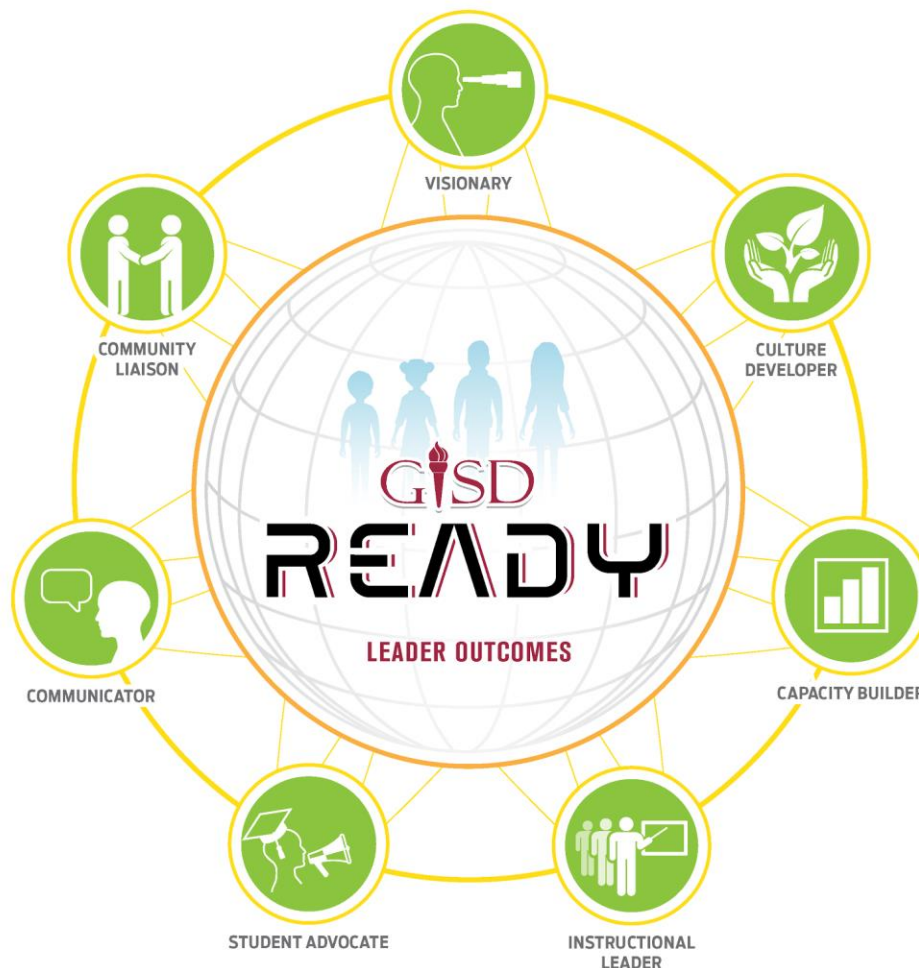 VISIONARY
CULTURE
DEVELOPER
CAPACITY BUILDER
INSTRUCTIONAL
LEADER
STUDENT ADVOCATE
COMMUNICATOR
COMMUNITY
LIAISON
GISD
READY
LEADER OUTCOMES